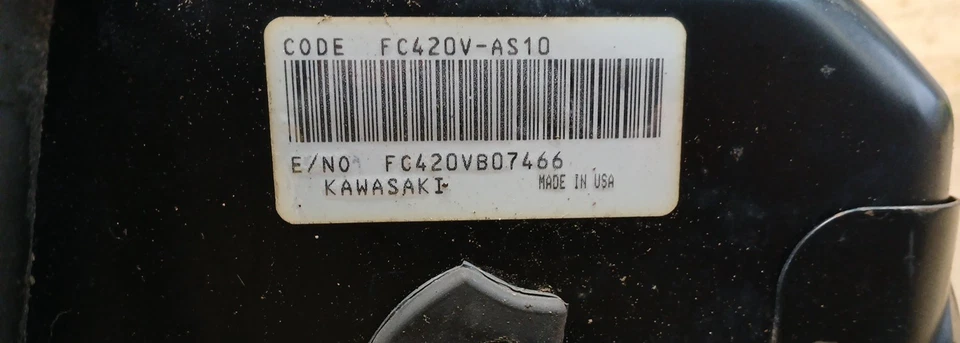 CODE FC420V-AS10
E/NO FC420VB07466
KAWASAKI
MADE IN USA